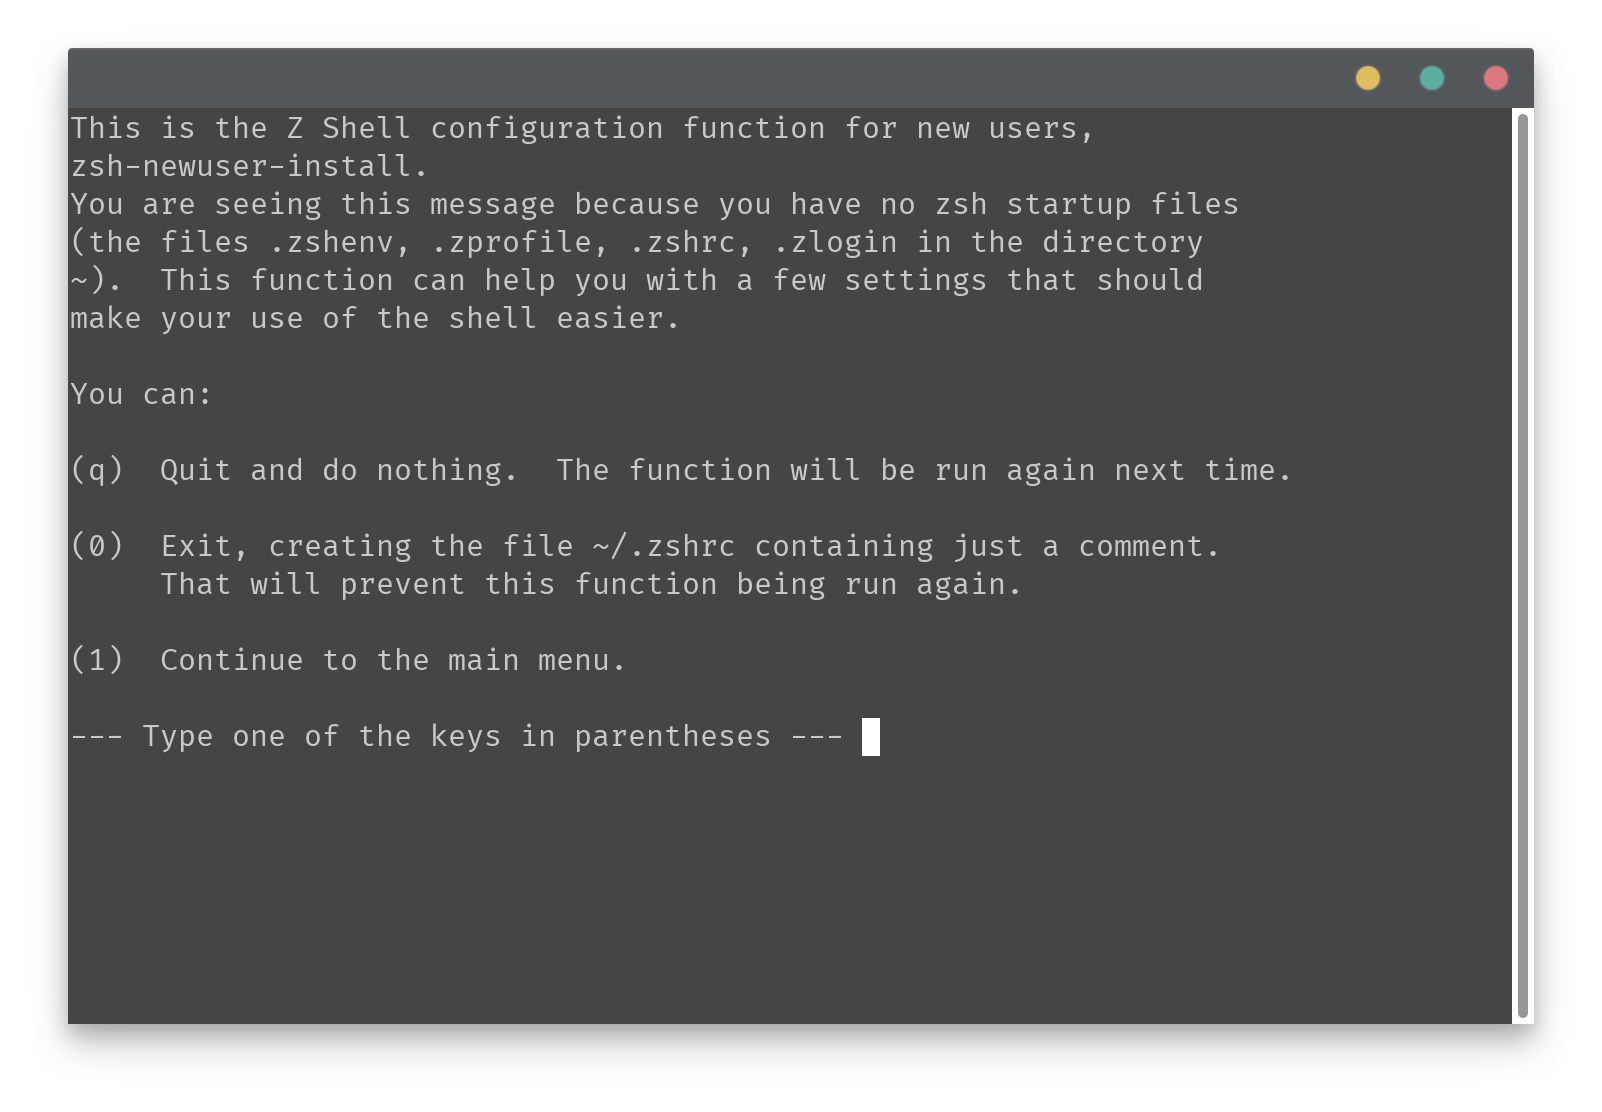 This is the Z Shell configuration function for new users,
zsh-newuser-install.
You are seeing this message because you have no zsh startup files
(the files .zshenv, .zprofile, .zshrc, .zlogin in the directory
~).  This function can help you with a few settings that should
make your use of the shell easier.

You can:

(q)  Quit and do nothing.  The function will be run again next time.

(0)  Exit, creating the file ~/.zshrc containing just a comment.
     That will prevent this function being run again.

(1)  Continue to the main menu.

--- Type one of the keys in parentheses ---